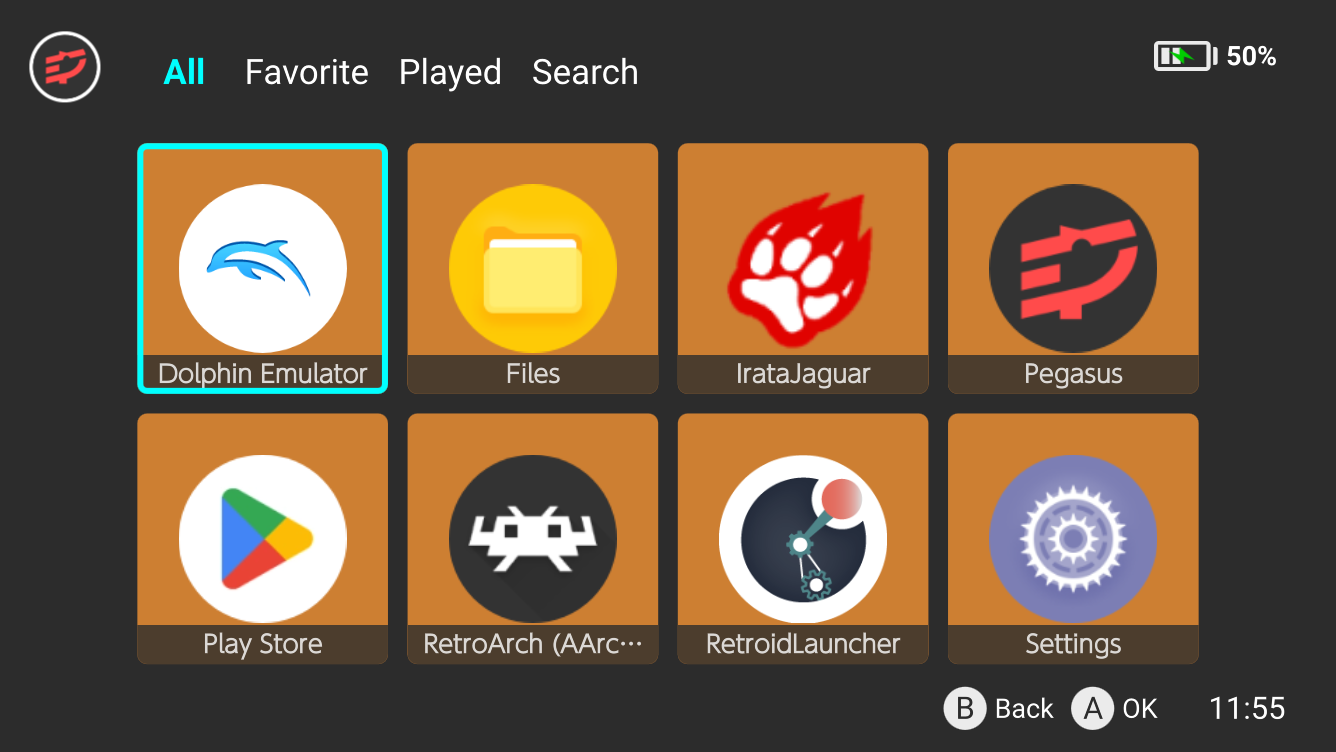 All Favorite Played Search 50%
Dolphin Emulator Files IrataJaguar Pegasus
Play Store RetroArch (AArc⋯ RetroidLauncher Settings
B Back A OK 11:55